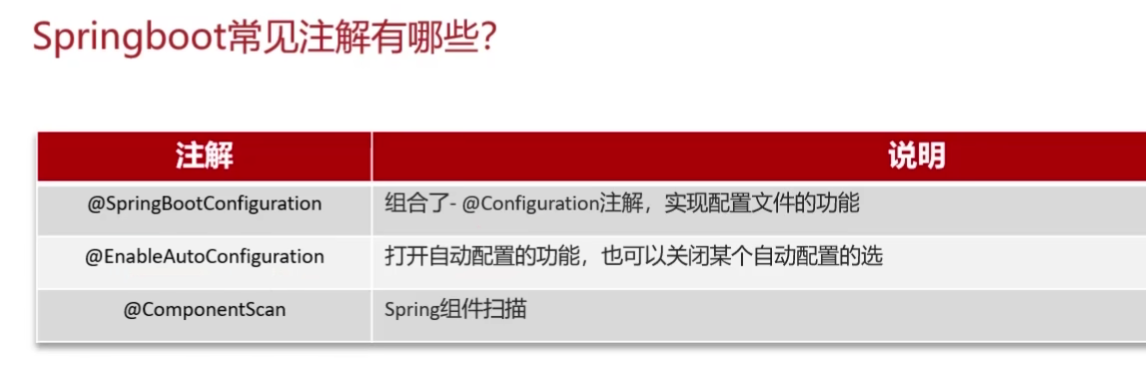 Springboot常见注解有哪些?
注解 说明
@SpringBootConfiguration 组合了- @Configuration注解，实现配置文件的功能
@EnableAutoConfiguration 打开自动配置的功能，也可以关闭某个自动配置的选
@ComponentScan Spring组件扫描